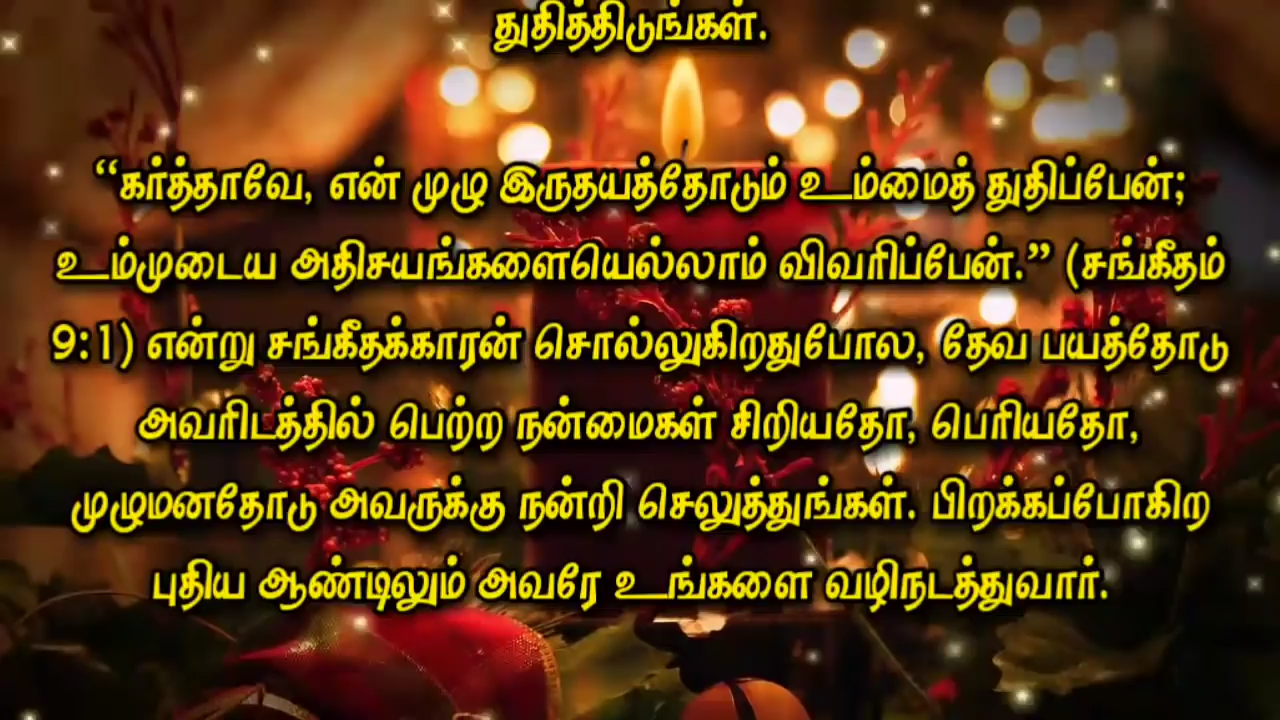 துதித்திடுங்கள்.
“கர்த்தாவே, என் முழு இருதயத்தோடும் உம்மைத் துதிப்பேன்;
உம்முடைய அதிசயங்களையெல்லாம் விவரிப்பேன்.” (சங்கீதம்
9:1) என்று சங்கீதக்காரன் சொல்லுகிறதுபோல, தேவ பயத்தோடு
அவரிடத்தில் பெற்ற நன்மைகள் சிறியதோ, பெரியதோ,
முழுமனதோடு அவருக்கு நன்றி செலுத்துங்கள். பிறக்கப்போகிற
புதிய ஆண்டிலும் அவரே உங்களை வழிநடத்துவார்.